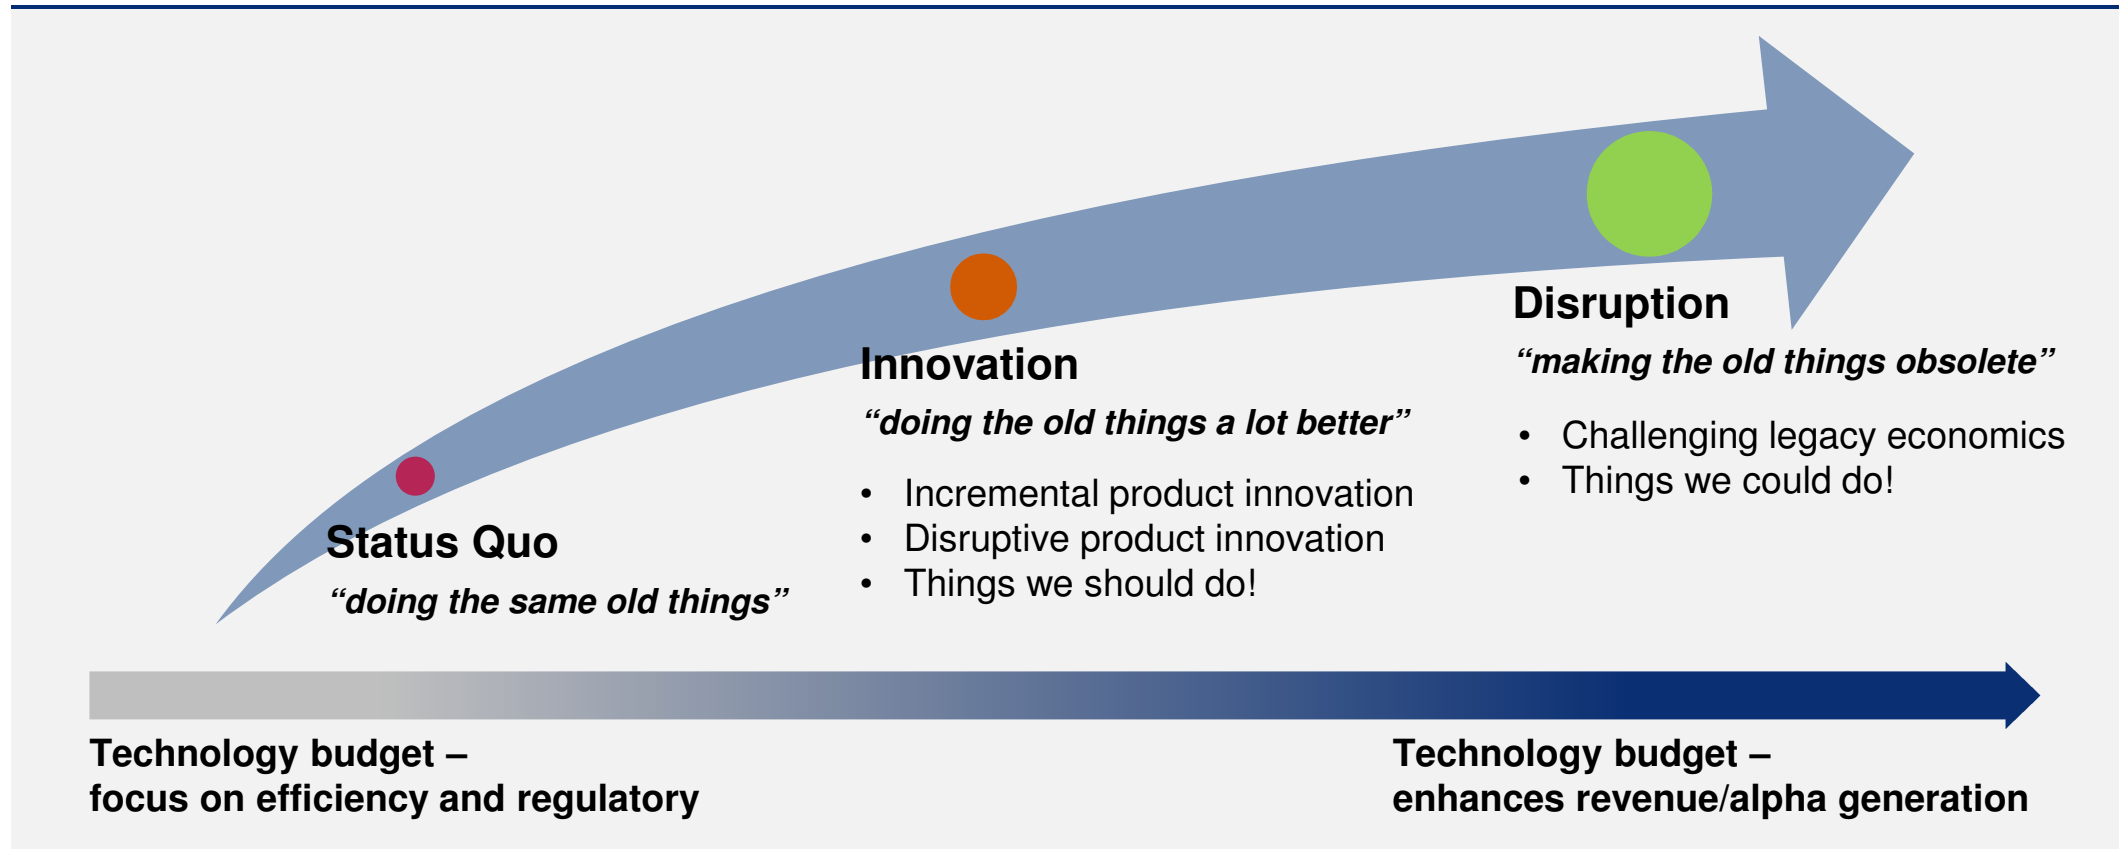 Status Quo
“doing the same old things”
Innovation
“doing the old things a lot better”
• Incremental product innovation
• Disruptive product innovation
• Things we should do!
Disruption
“making the old things obsolete”
• Challenging legacy economics
• Things we could do!
Technology budget –
focus on efficiency and regulatory
Technology budget –
enhances revenue/alpha generation